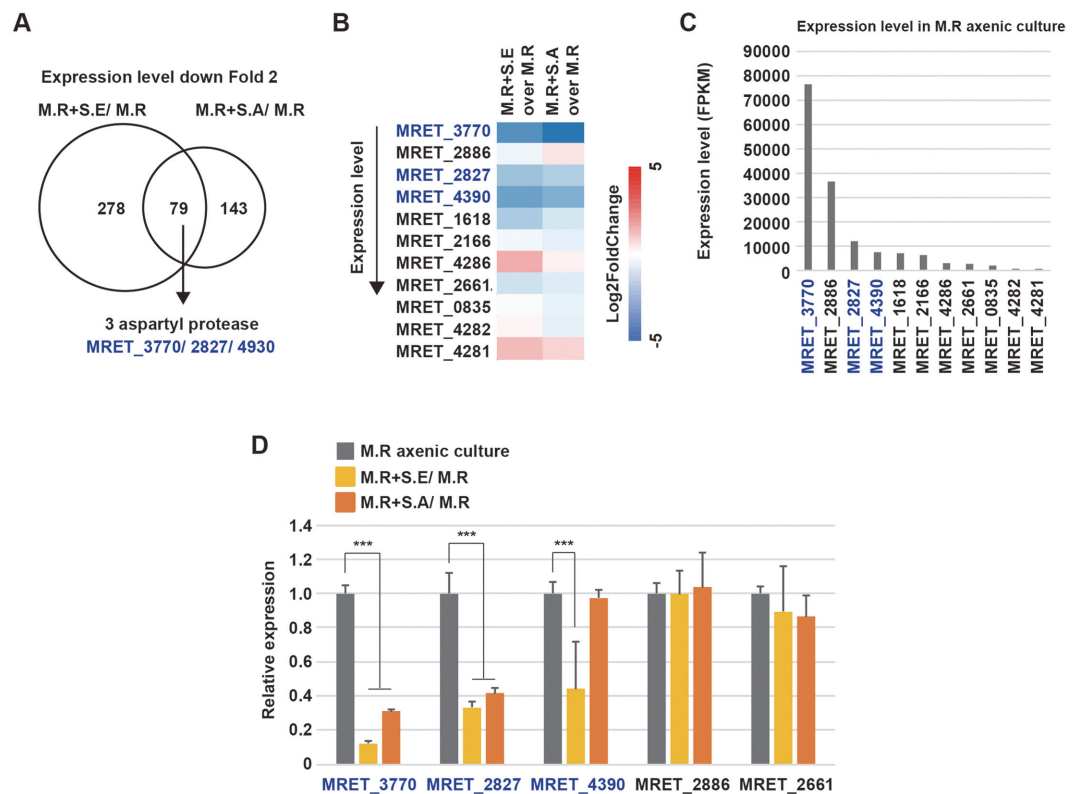 A
Expression level down Fold 2
M.R+S.E/ M.R
M.R+S.A/ M.R
278
79
143
3 aspartyl protease
MRET_3770/ 2827/ 4930
B
M.R+S.E
over M.R
M.R+S.A
over M.R
Expression level
MRET_3770
MRET_2886
MRET_2827
MRET_4390
MRET_1618
MRET_2166
MRET_4286
MRET_2661.
MRET_0835
MRET_4282
MRET_4281
Log2FoldChange
5
-5
C
Expression level in M.R axenic culture
Expression level (FPKM)
90000
80000
70000
60000
50000
40000
30000
20000
10000
0
MRET_3770
MRET_2886
MRET_2827
MRET_4390
MRET_1618
MRET_2166
MRET_4286
MRET_2661
MRET_0835
MRET_4282
MRET_4281
D
M.R axenic culture
M.R+S.E/ M.R
M.R+S.A/ M.R
Relative expression
1.4
1.2
1.0
0.8
0.6
0.4
0.2
0
***
***
***
MRET_3770
MRET_2827
MRET_4390
MRET_2886
MRET_2661